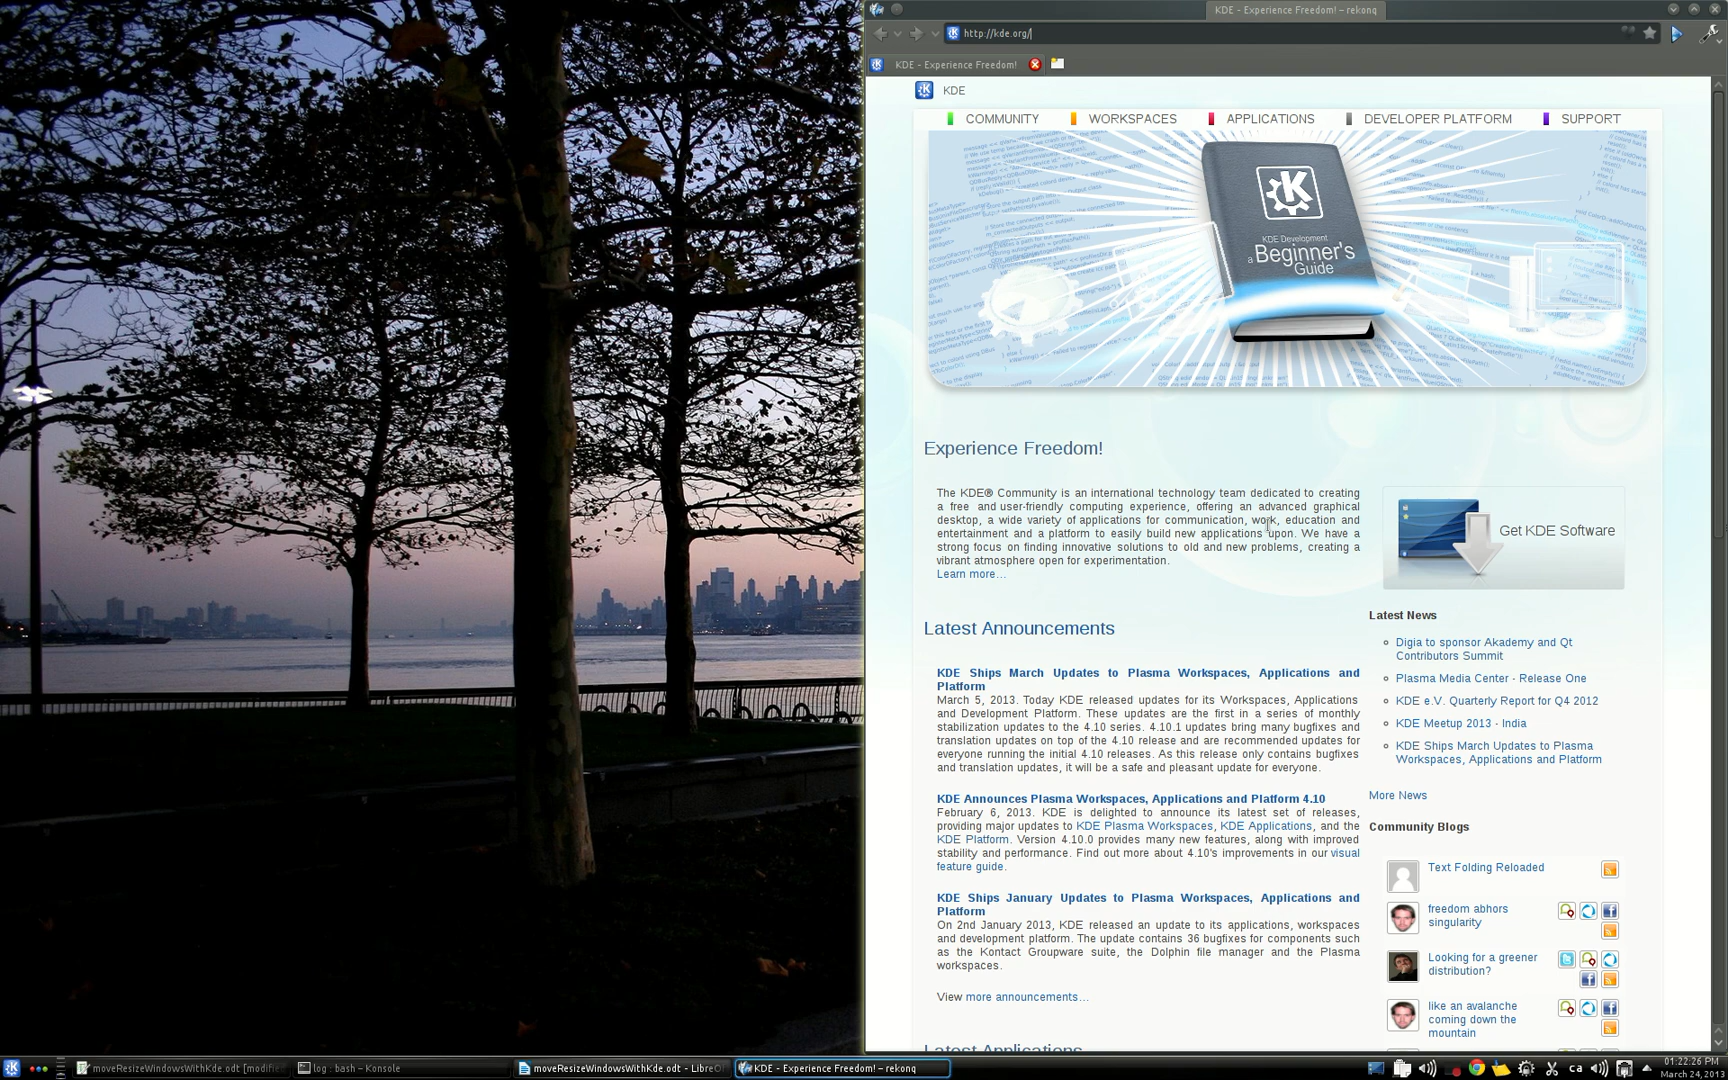 KDE - Experience Freedom! – rekonq
http://kde.org/
KDE - Experience Freedom!
KDE
COMMUNITY WORKSPACES APPLICATIONS DEVELOPER PLATFORM SUPPORT
KDE Development
a Beginner's
Guide
Experience Freedom!
The KDE® Community is an international technology team dedicated to creating
a free and user-friendly computing experience, offering an advanced graphical
desktop, a wide variety of applications for communication, work, education and
entertainment and a platform to easily build new applications upon. We have a
strong focus on finding innovative solutions to old and new problems, creating a
vibrant atmosphere open for experimentation.
Learn more...
Latest Announcements
KDE Ships March Updates to Plasma Workspaces, Applications and
Platform
March 5, 2013. Today KDE released updates for its Workspaces, Applications
and Development Platform. These updates are the first in a series of monthly
stabilization updates to the 4.10 series. 4.10.1 updates bring many bugfixes and
translation updates on top of the 4.10 release and are recommended updates for
everyone running the initial 4.10 releases. As this release only contains bugfixes
and translation updates, it will be a safe and pleasant update for everyone.
KDE Announces Plasma Workspaces, Applications and Platform 4.10
February 6, 2013. KDE is delighted to announce its latest set of releases,
providing major updates to KDE Plasma Workspaces, KDE Applications, and the
KDE Platform. Version 4.10.0 provides many new features, along with improved
stability and performance. Find out more about 4.10's improvements in our visual
feature guide.
KDE Ships January Updates to Plasma Workspaces, Applications and
Platform
On 2nd January 2013, KDE released an update to its applications, workspaces
and development platform. The update contains 36 bugfixes for components such
as the Kontact Groupware suite, the Dolphin file manager and the Plasma
workspaces.
View more announcements...
Latest Applications
Get KDE Software
Latest News
Digia to sponsor Akademy and Qt
Contributors Summit
Plasma Media Center - Release One
KDE e.V. Quarterly Report for Q4 2012
KDE Meetup 2013 - India
KDE Ships March Updates to Plasma
Workspaces, Applications and Platform
More News
Community Blogs
Text Folding Reloaded
freedom abhors
singularity
Looking for a greener
distribution?
like an avalanche
coming down the
mountain
moveResizeWindowsWithKde.odt [modifie
log : bash – Konsole
moveResizeWindowsWithKde.odt - LibreO
KDE - Experience Freedom! – rekonq
ca
01:22:26 PM
March 24, 2013